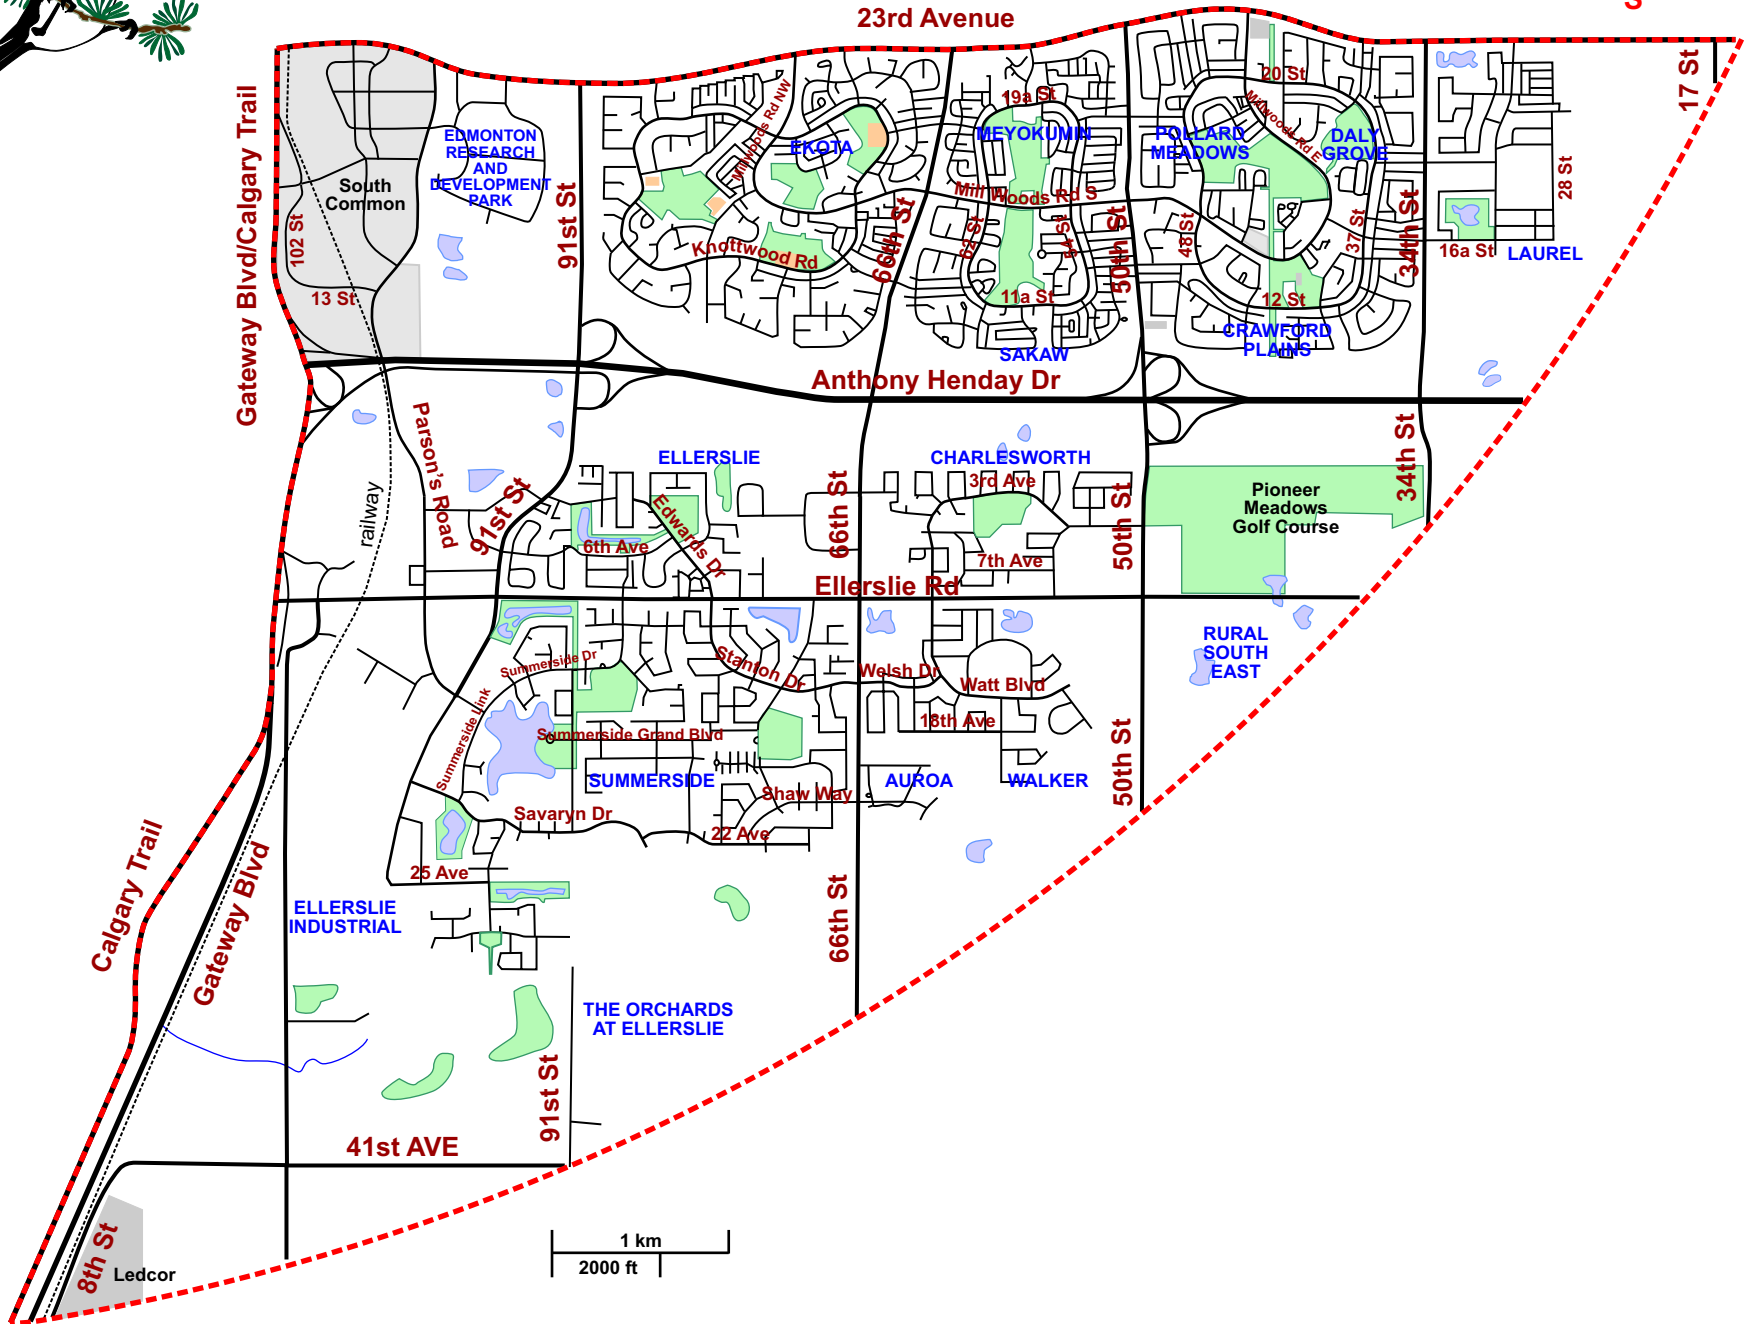 23rd Avenue
S
17 St
Gateway Blvd/Calgary Trail
20 St
19a St
Millwoods Rd NW
Millwoods Rd E
EDMONTON
RESEARCH
AND
DEVELOPMENT
PARK
EKOTA
MEYOKUMIN
POLLARD
MEADOWS
DALY
GROVE
South
Common
28 St
91st St
Mill Woods Rd S
66th St
62 St
54 St
50th St
48 St
37 St
34th St
102 St
Knottwood Rd
16a St
LAUREL
13 St
11a St
12 St
CRAWFORD
PLAINS
SAKAW
Anthony Henday Dr
Parson's Road
railway
91st St
ELLERSLIE
CHARLESWORTH
3rd Ave
66th St
50th St
34th St
Pioneer
Meadows
Golf Course
Edwards Dr
6th Ave
7th Ave
Ellerslie Rd
RURAL
SOUTH
EAST
Summerside Dr
Stanton Dr
Welsh Dr
Watt Blvd
Summerside Link
18th Ave
Summerside Grand Blvd
50th St
SUMMERSIDE
AUROA
WALKER
Shaw Way
Savaryn Dr
22 Ave
25 Ave
Calgary Trail
Gateway Blvd
ELLERSLIE
INDUSTRIAL
66th St
THE ORCHARDS
AT ELLERSLIE
91st St
41st AVE
8th St
Ledcor
1 km
2000 ft